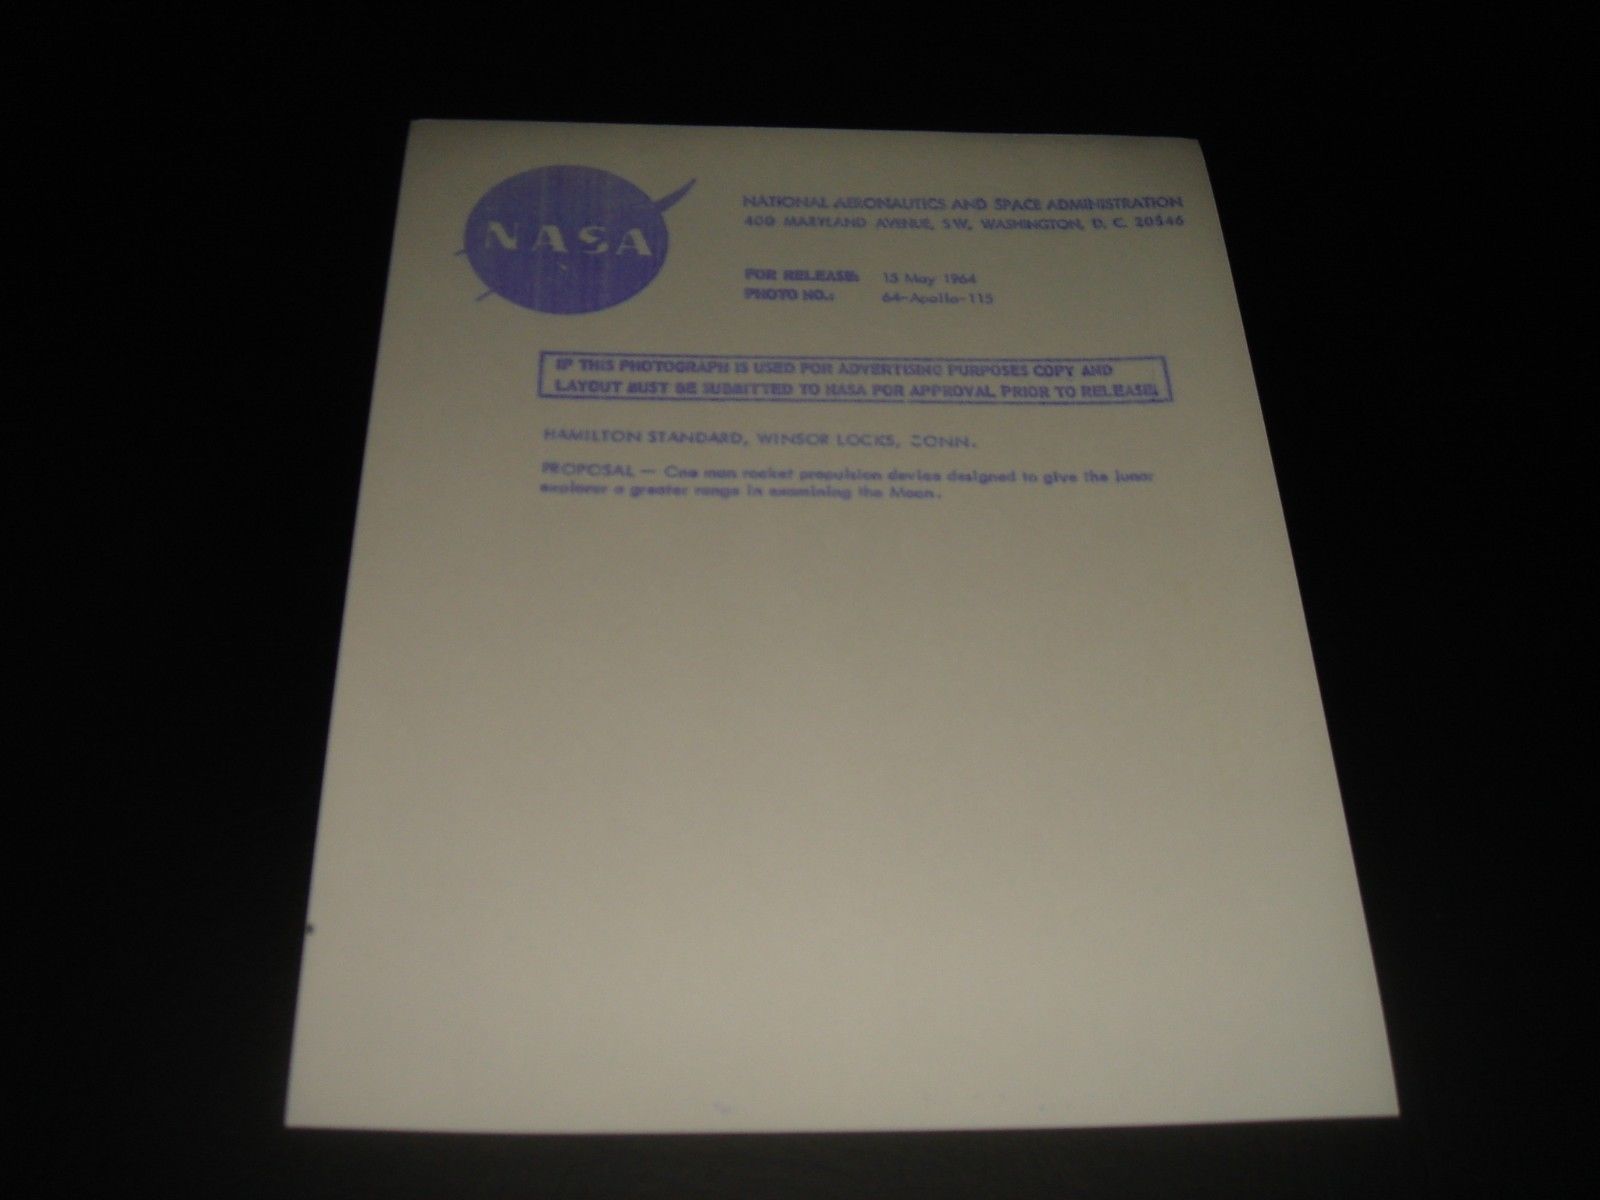 NASA
NATIONAL AERONAUTICS AND SPACE ADMINISTRATION
400 MARYLAND AVENUE, SW, WASHINGTON, D. C. 20546
FOR RELEASE: 15 May 1964
PHOTO NO.: 64-Apollo-115
IF THIS PHOTOGRAPH IS USED FOR ADVERTISING PURPOSES COPY AND
LAYOUT MUST BE SUBMITTED TO NASA FOR APPROVAL PRIOR TO RELEASE.
HAMILTON STANDARD, WINSOR LOCKS, CONN.
PROPOSAL — One man rocket propulsion device designed to give the lunar
explorer a greater range in examining the Moon.